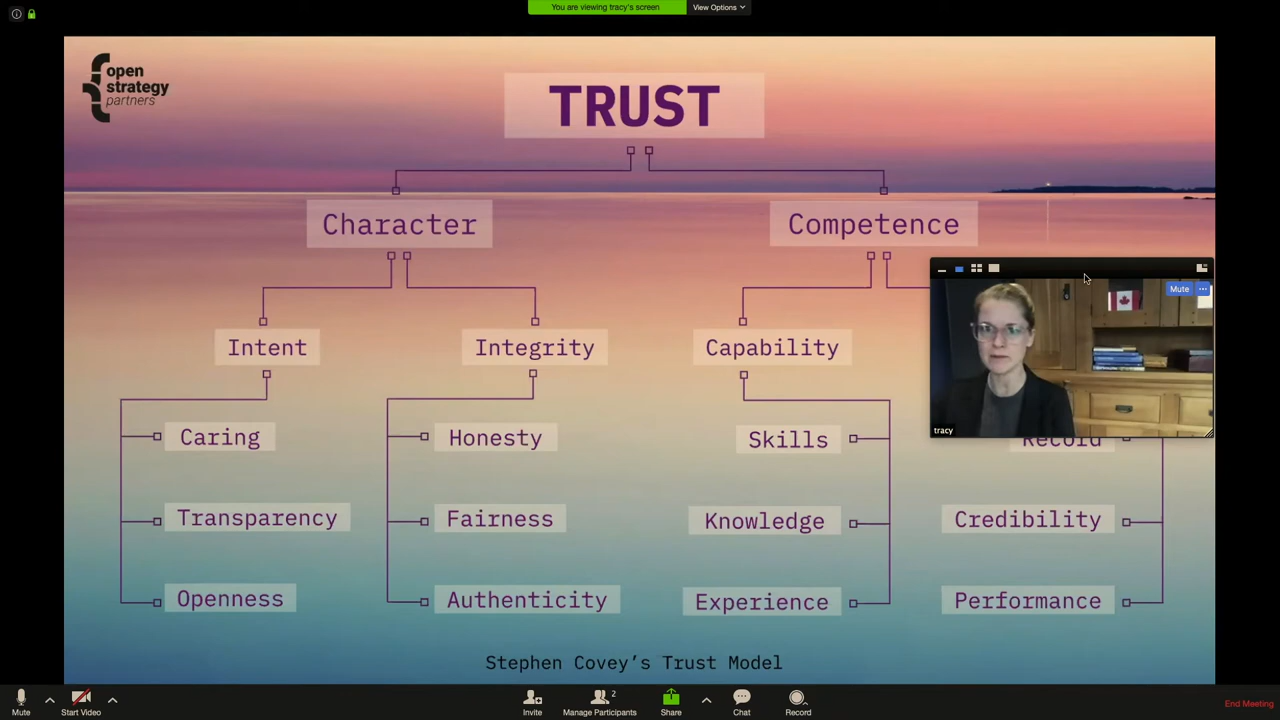 You are viewing tracy's screen
View Options
open
strategy
partners
TRUST
Character
Competence
Mute
Intent
Integrity
Capability
tracy
Caring
Honesty
Skills
Record
Transparency
Fairness
Knowledge
Credibility
Openness
Authenticity
Experience
Performance
Stephen Covey’s Trust Model
Mute
Start Video
Invite
2
Manage Participants
Share
Chat
Record
End Meeting